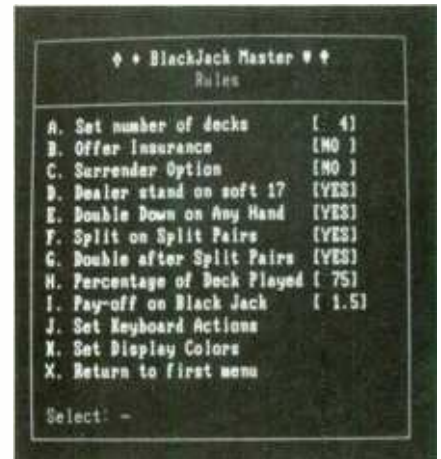 ♠ ♦ BlackJack Master ♥ ♣
Rules
A. Set number of decks [ 4]
B. Offer Insurance [NO ]
C. Surrender Option [NO ]
D. Dealer stand on soft 17 [YES]
E. Double Down on Any Hand [YES]
F. Split on Split Pairs [YES]
G. Double after Split Pairs [YES]
H. Percentage of Deck Played [ 75]
I. Pay-off on Black Jack [ 1.5]
J. Set Keyboard Actions
K. Set Display Colors
X. Return to first menu
Select: -